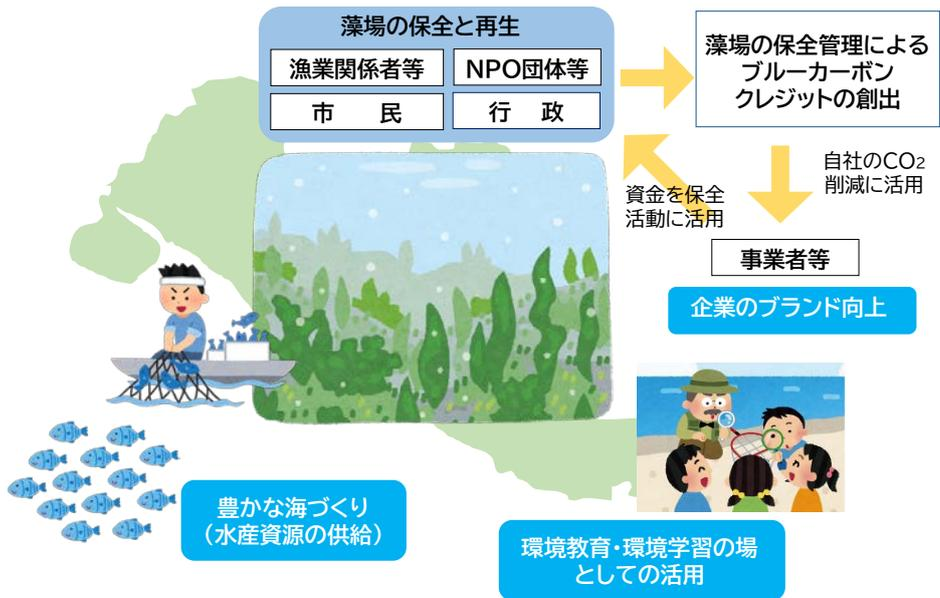 藻場の保全と再生
漁業関係者等
NPO団体等
市　民
行　政
藻場の保全管理による
ブルーカーボン
クレジットの創出
自社のCO2
削減に活用
資金を保全
活動に活用
事業者等
企業のブランド向上
豊かな海づくり
（水産資源の供給）
環境教育・環境学習の場
としての活用